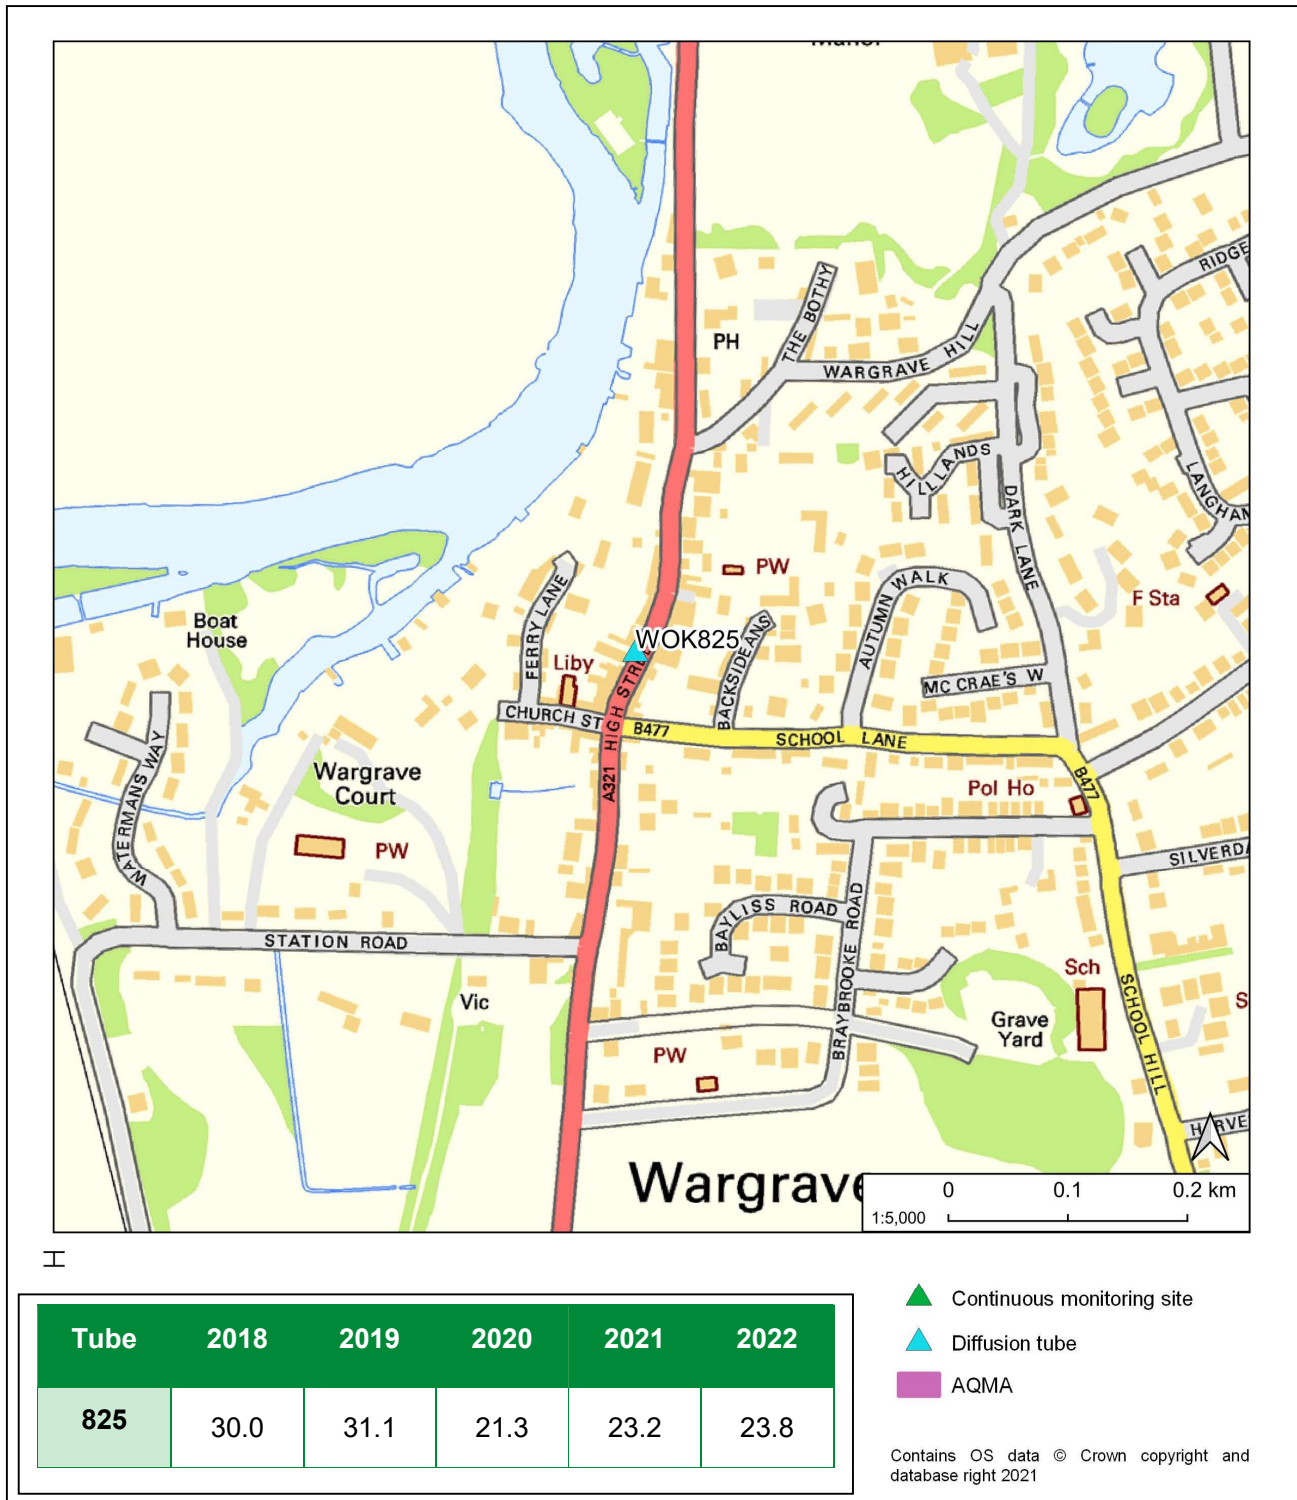 RIDGE
THE BOTHY
PH
WARGRAVE HILL
HILLLANDS
LANGHAM
DARK LANE
PW
AUTUMN WALK
F Sta
FERRY LANE
Boat
House
WOK825
BACKSIDEANS
Liby
MC CRAE'S W
CHURCH ST
HIGH STREE
B477
SCHOOL LANE
WATERMANS WAY
Wargrave
Court
A321
Pol Ho
B477
PW
SILVERDA
BAYLISS ROAD
BRAYBROOKE ROAD
STATION ROAD
Sch
Vic
SCHOOL HILL
S
Grave
Yard
PW
HARVE
Wargrave
0 0.1 0.2 km
1:5,000
Tube 2018 2019 2020 2021 2022
825 30.0 31.1 21.3 23.2 23.8
Continuous monitoring site
Diffusion tube
AQMA
Contains OS data © Crown copyright and
database right 2021